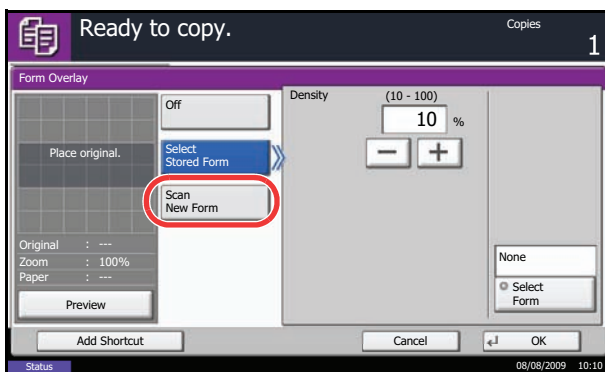 Ready to copy.
Copies
1
Form Overlay
Place original.
Original : ---
Zoom : 100%
Paper : ---
Preview
Off
Select
Stored Form
Scan
New Form
Density
(10 - 100)
10 %
None
Select
Form
Add Shortcut
Cancel
OK
Status
08/08/2009 10:10